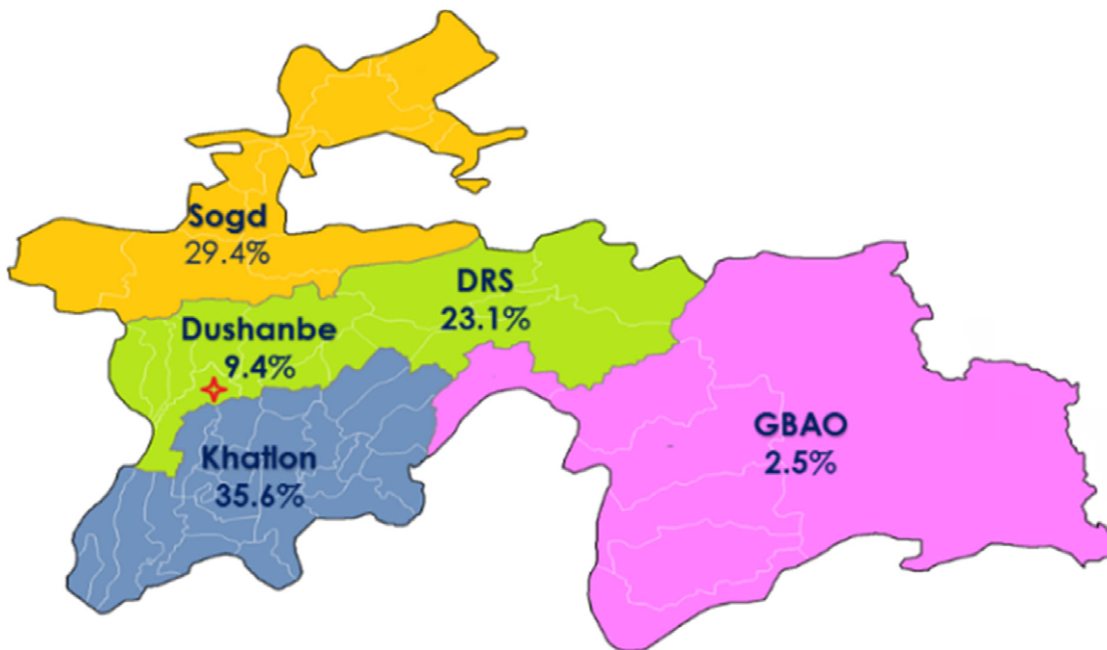 Sogd
29.4%
DRS
23.1%
Dushanbe
9.4%
GBAO
2.5%
Khatlon
35.6%